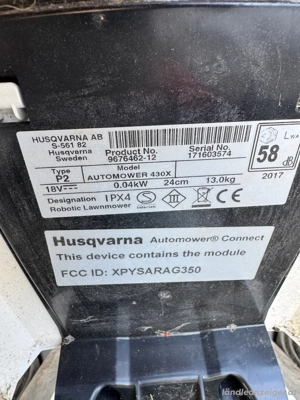 HUSQVARNA AB
S-561 82
Husqvarna
Sweden
Product No.
9676462-12
Serial No.
171603574
Type
P2
Model
AUTOMOWER 430X
18V 0.04kW 24cm 13.0kg
Designation IPX4
Robotic Lawnmower
LWA
58
dB
2017
Husqvarna Automower® Connect
This device contains the module
FCC ID: XPYSARAG350